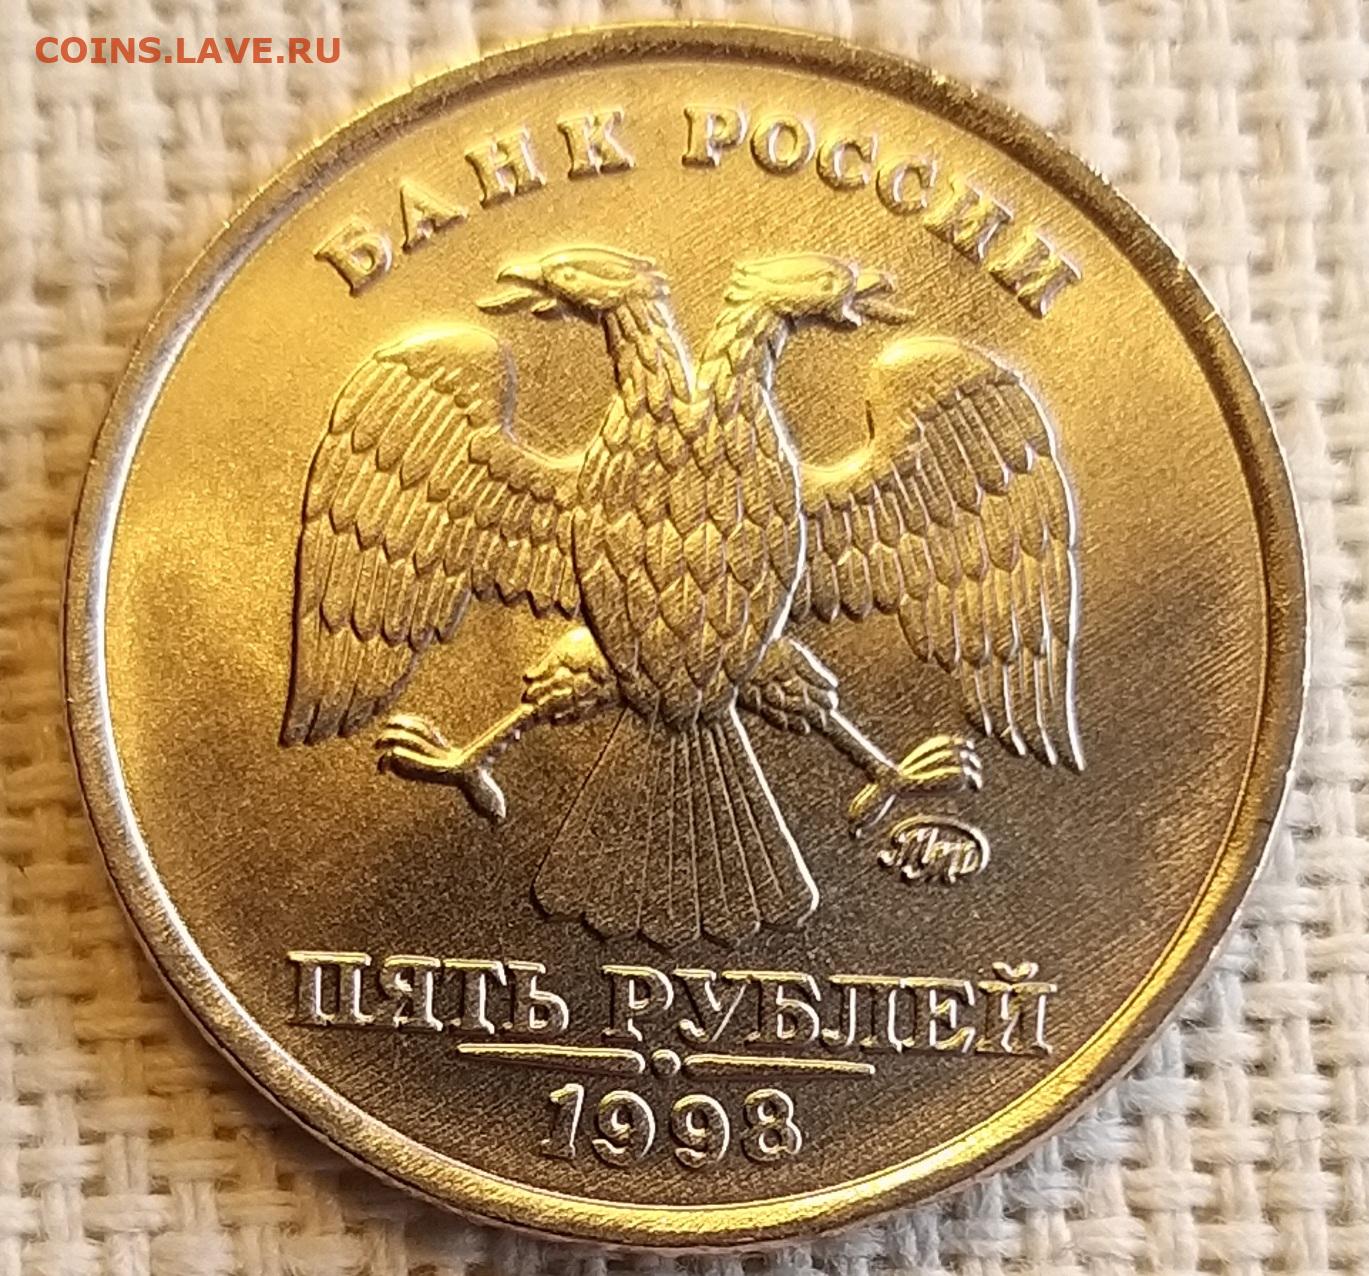 COINS.LAVE.RU
БАНК РОССИИ
ММД
ПЯТЬ РУБЛЕЙ
1998